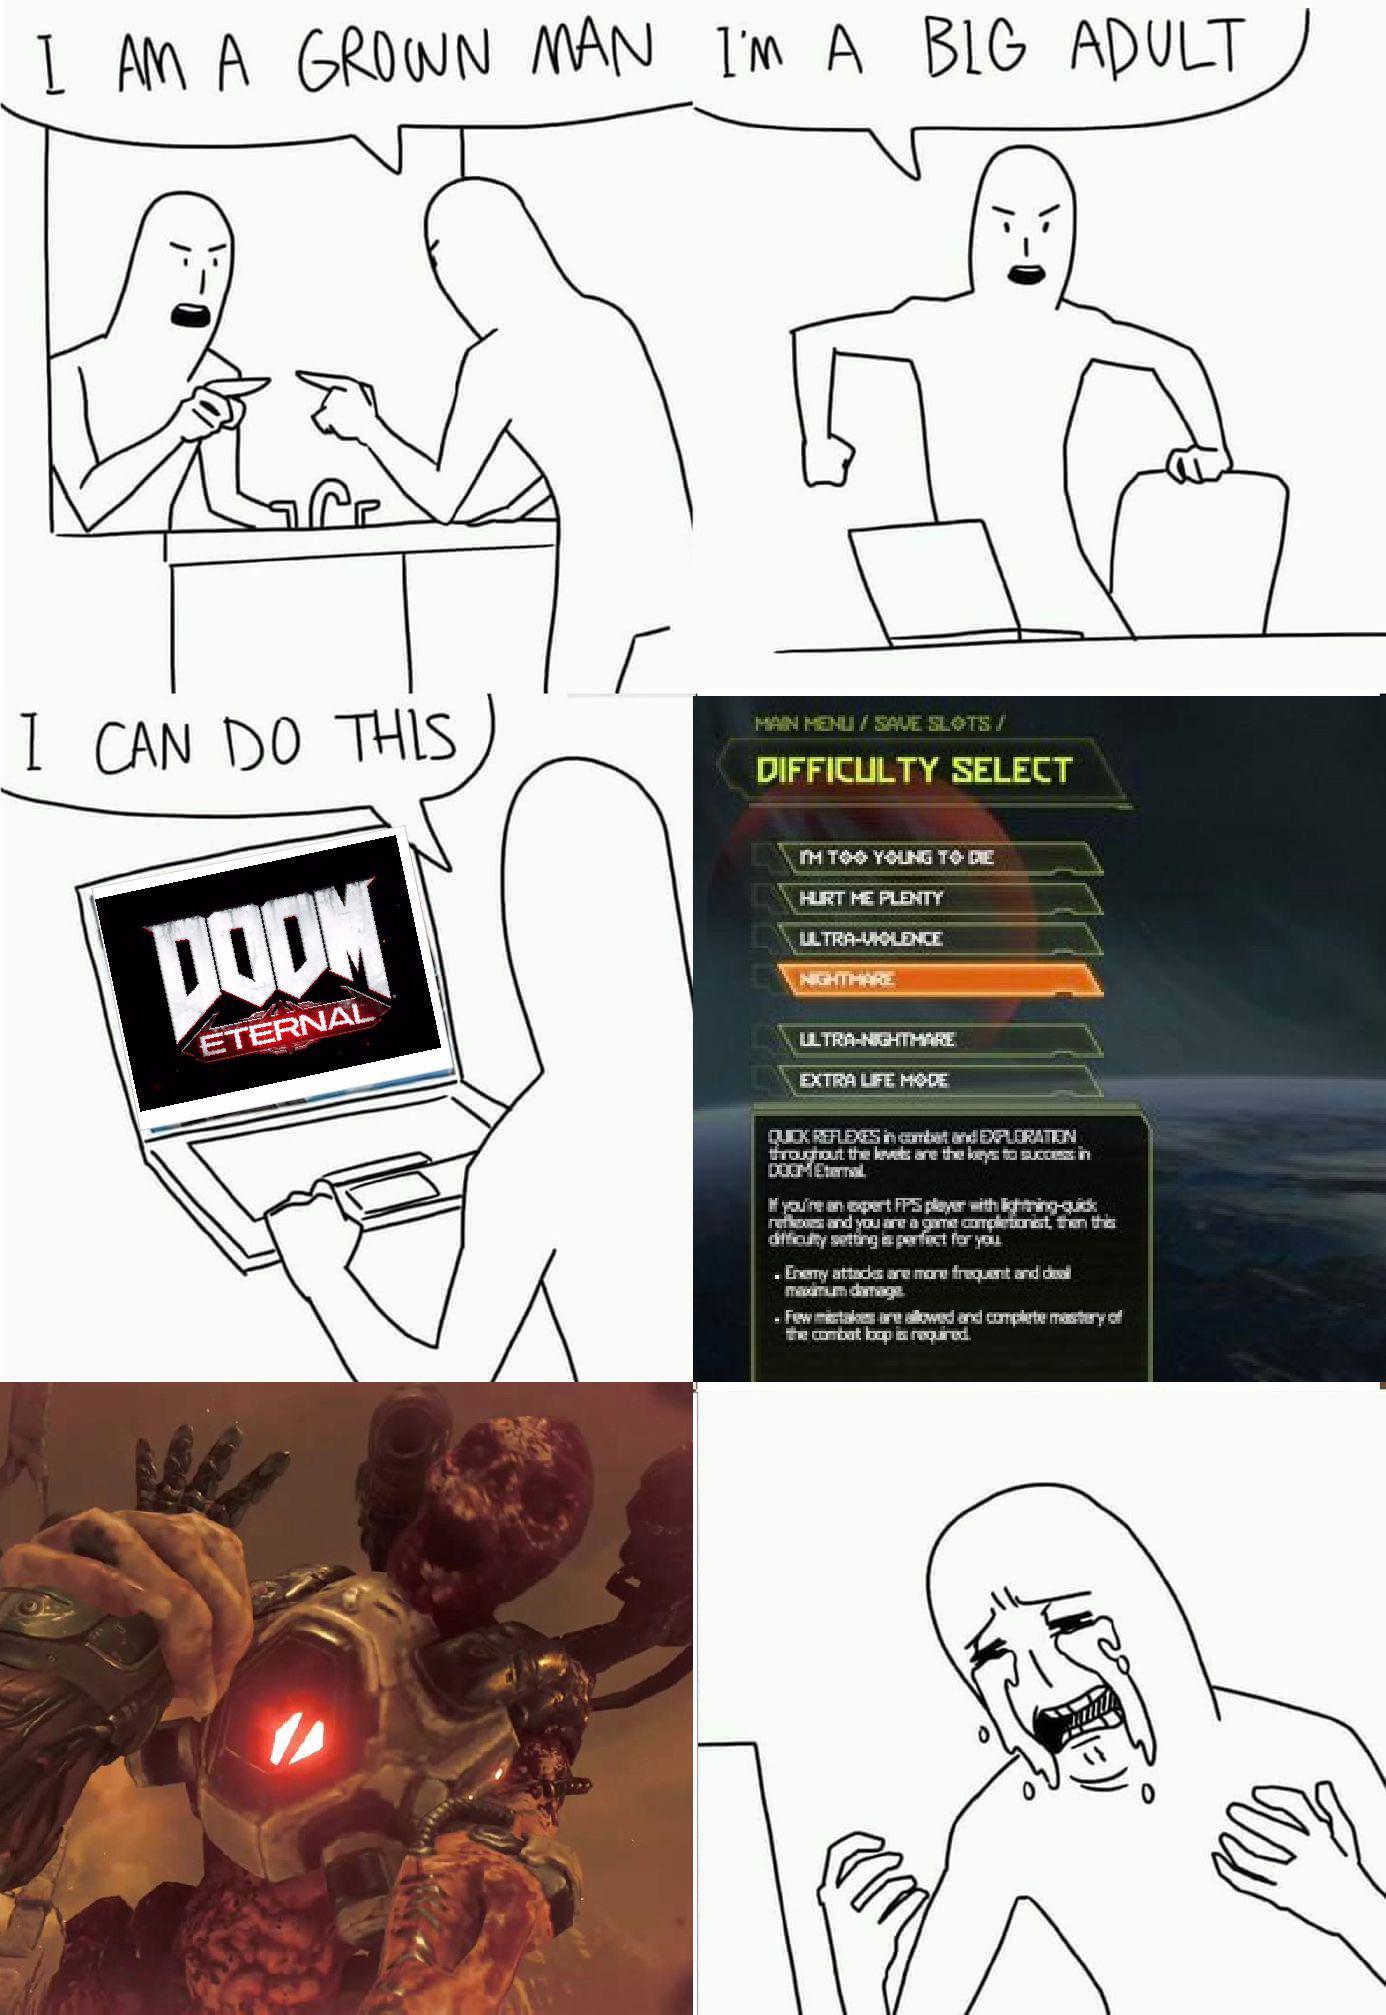 I AM A GROWN MAN
I'M A BIG ADULT
I CAN DO THIS
DOOM
ETERNAL
MAIN MENU / SAVE SLOTS /
DIFFICULTY SELECT
I'M TOO YOUNG TO DIE
HURT ME PLENTY
ULTRA-VIOLENCE
NIGHTMARE
ULTRA-NIGHTMARE
EXTRA LIFE MODE
QUICK REFLEXES in combat and EXPLORATION
throughout the levels are the keys to success in
DOOM Eternal.
If you're an expert FPS player with lightning-quick
reflexes and you are a game completionist, then this
difficulty setting is perfect for you.
• Enemy attacks are more frequent and deal
maximum damage.
• Few mistakes are allowed and complete mastery of
the combat loop is required.